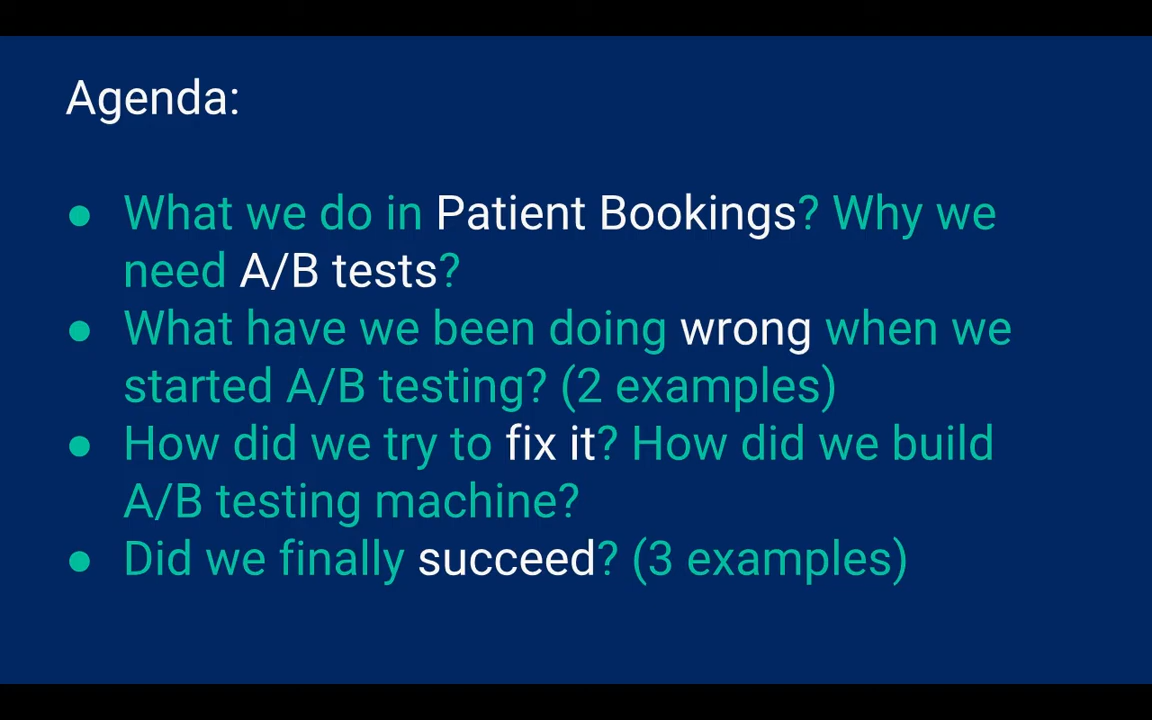 Agenda:
● What we do in Patient Bookings? Why we
need A/B tests?
● What have we been doing wrong when we
started A/B testing? (2 examples)
● How did we try to fix it? How did we build
A/B testing machine?
● Did we finally succeed? (3 examples)